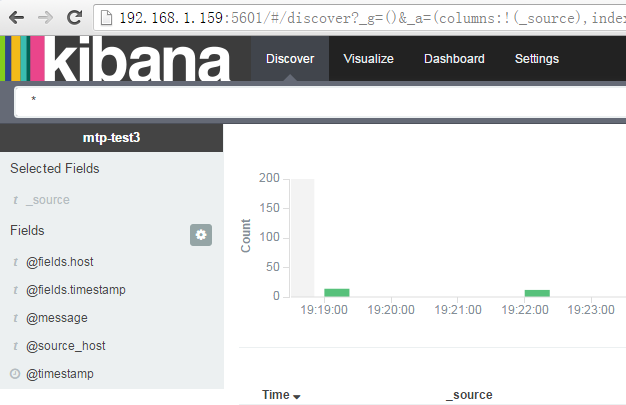 192.168.1.159:5601/#/discover?_g=()&_a=(columns:!(_source),index
kibana
Discover Visualize Dashboard Settings
*
mtp-test3
Selected Fields
t _source
Fields
t @fields.host
t @fields.timestamp
t @message
t @source_host
@timestamp
Count
200
150
100
50
0
19:19:00 19:20:00 19:21:00 19:22:00 19:23:00
Time _source